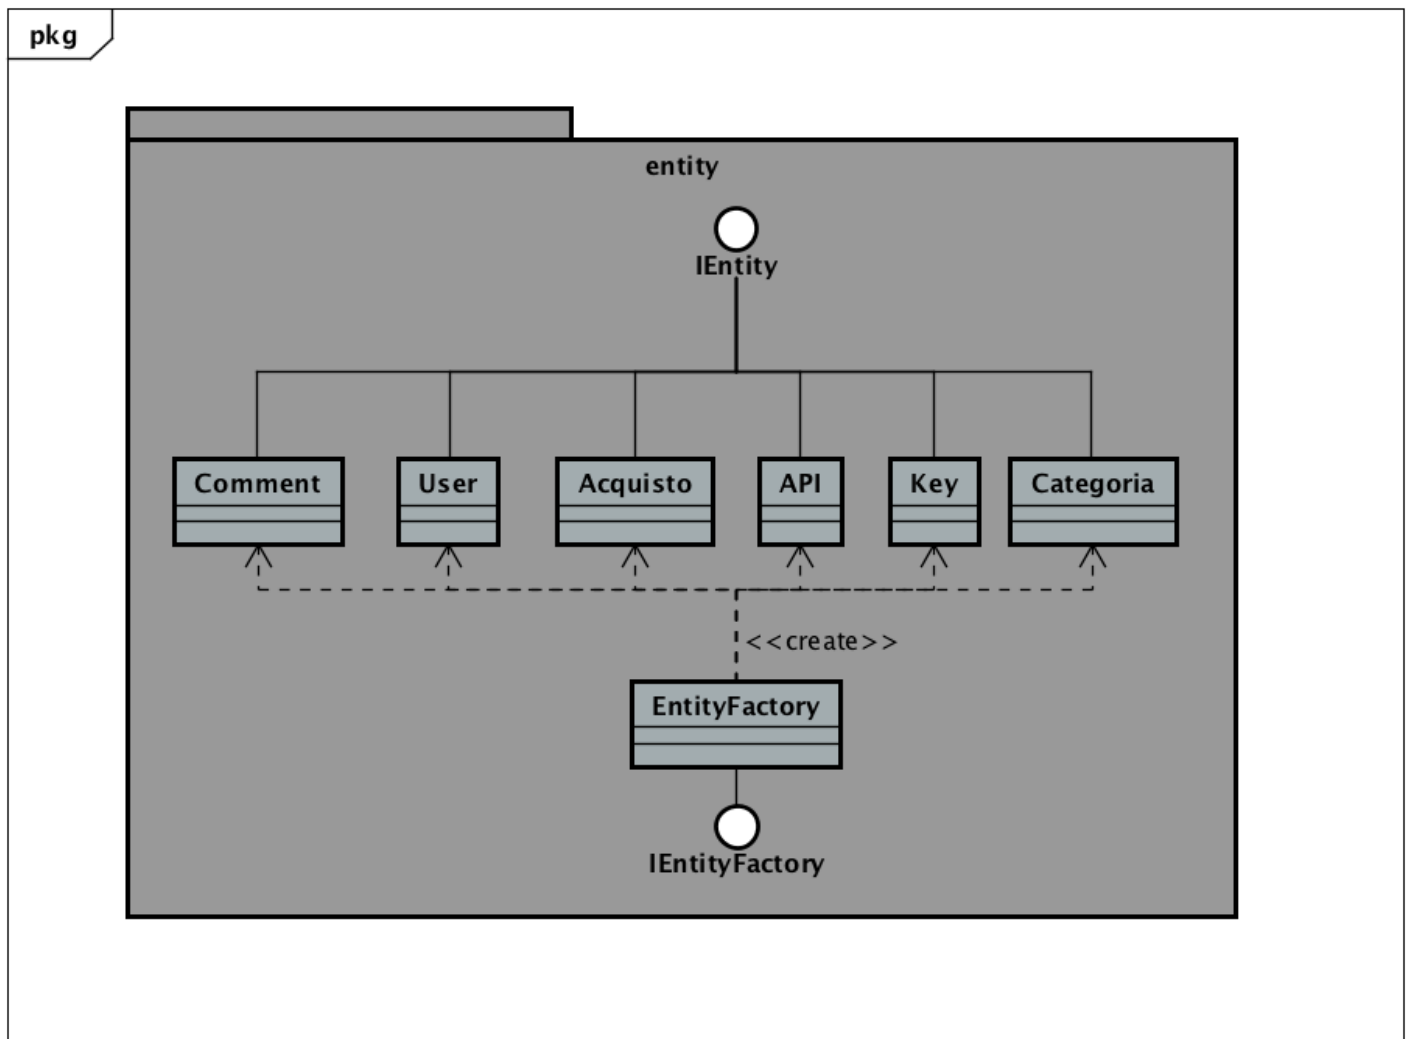 pkg
entity
IEntity
Comment
User
Acquisto
API
Key
Categoria
<<create>>
EntityFactory
IEntityFactory